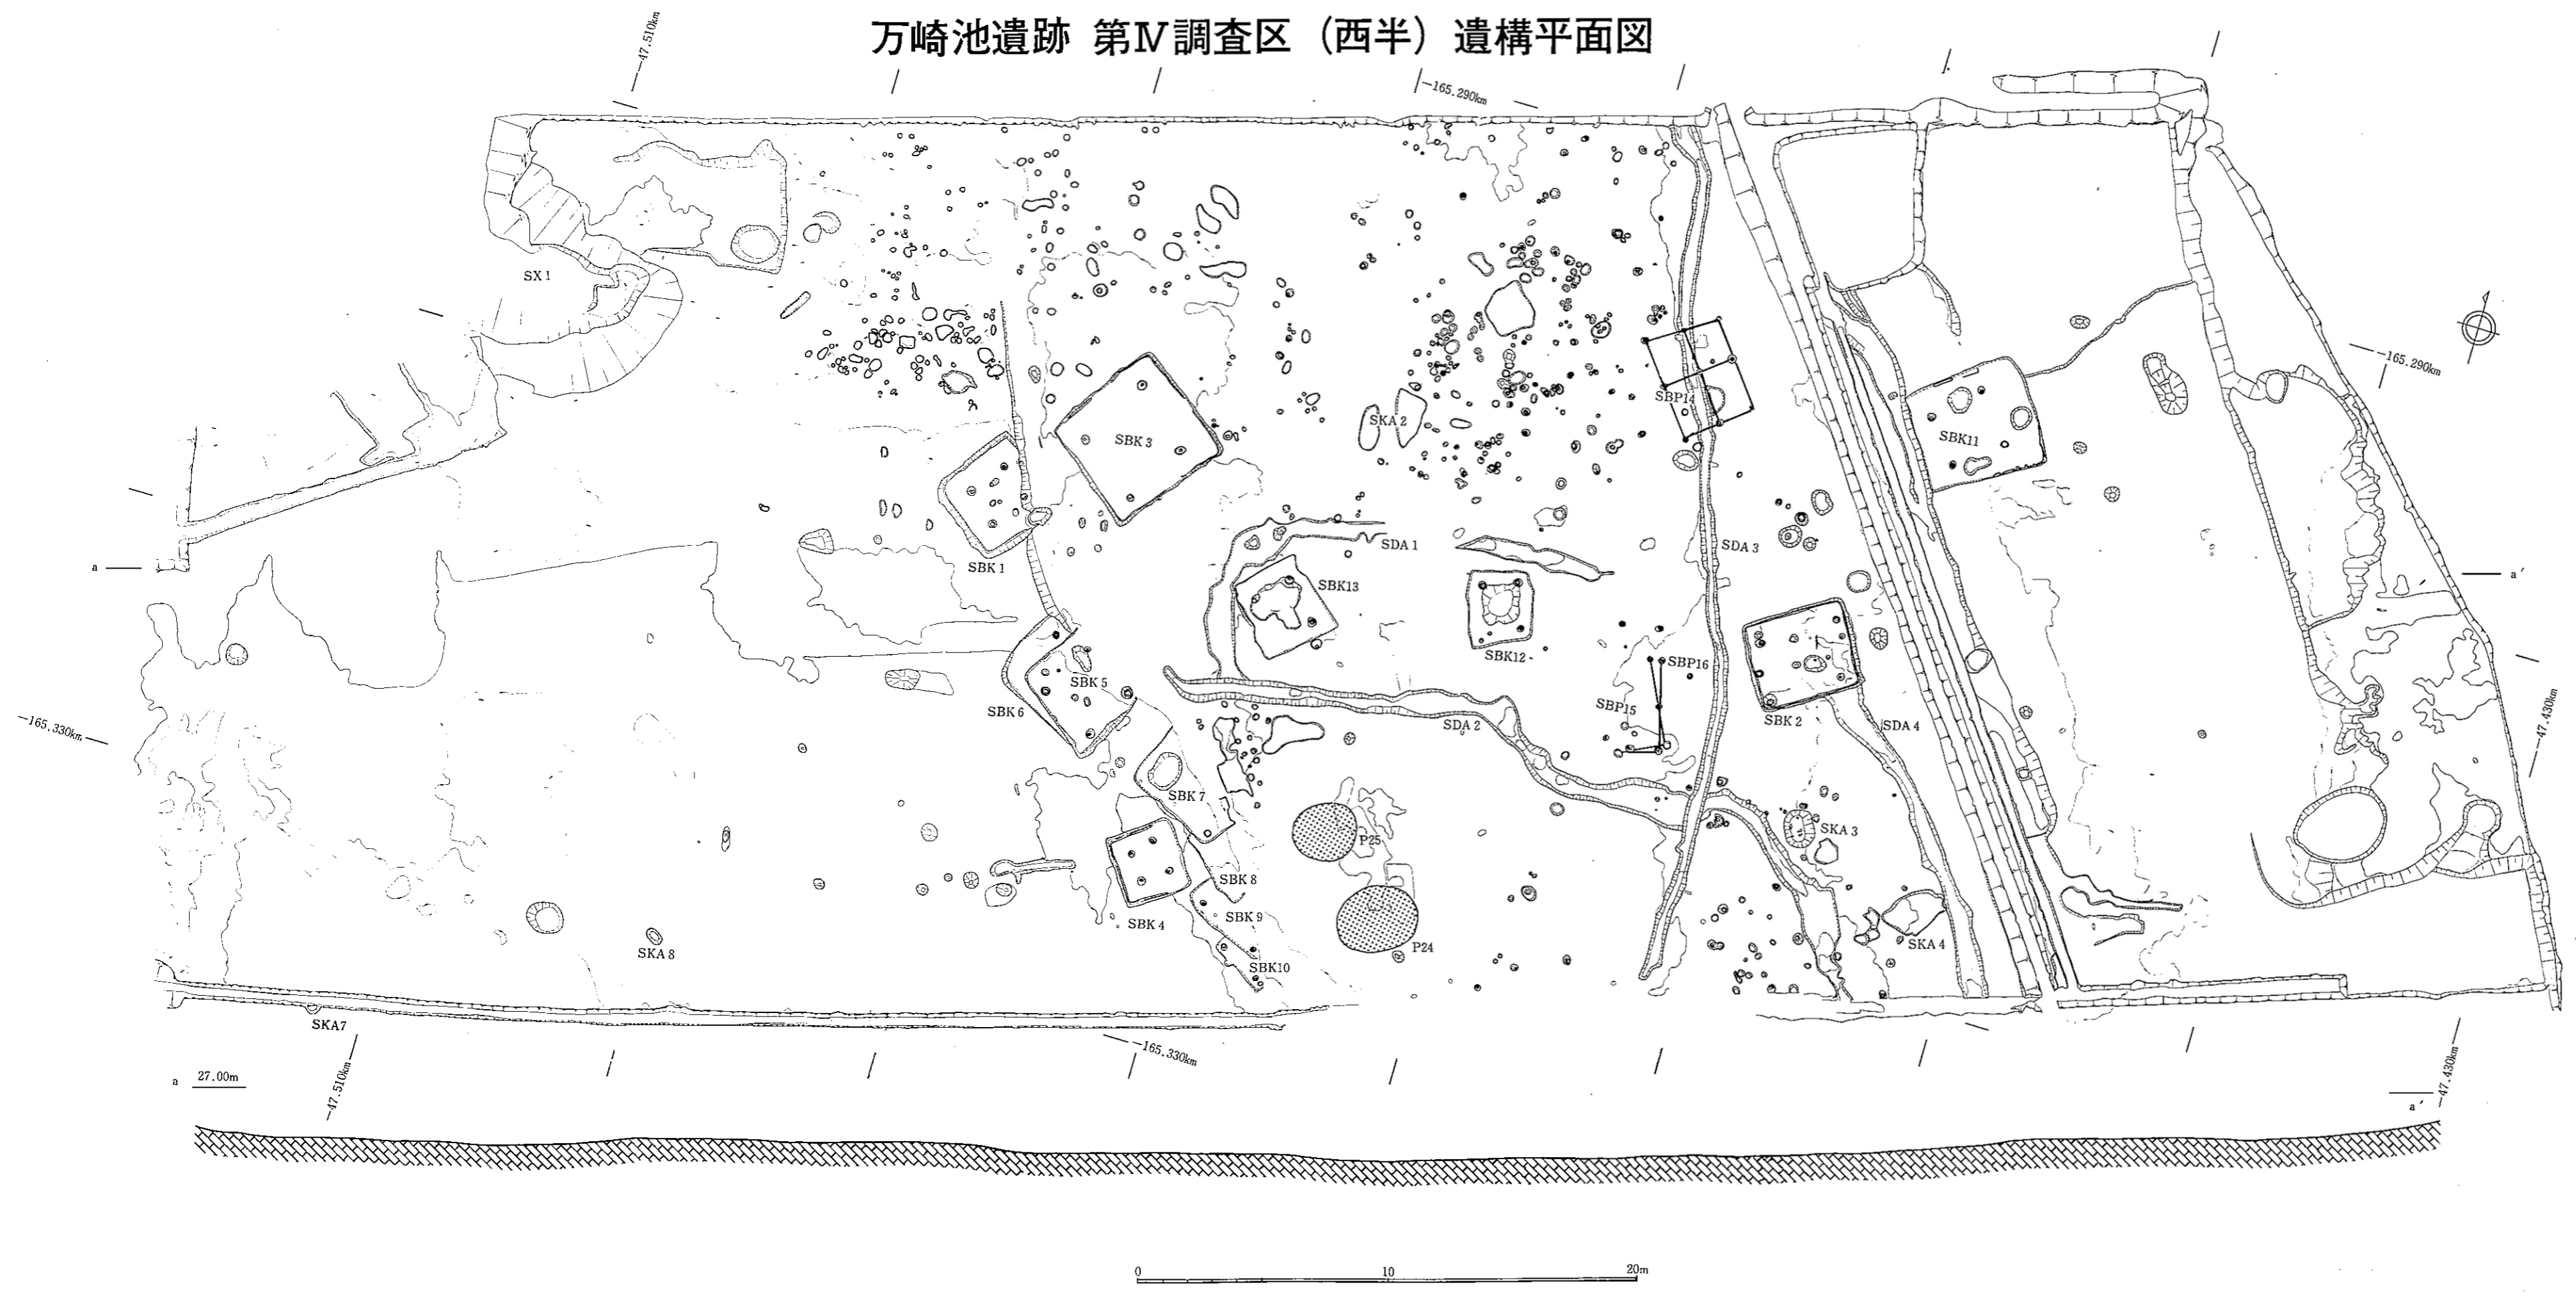 万崎池遺跡 第Ⅳ調査区（西半）遺構平面図
-47.510km
-165.290km
SX1
-165.290km
SBP14
SKA2
SBK3
SBK11
SDA1
SDA3
a
a′
SBK1
SBK13
SBK12
SBP16
SBK5
SBK6
SBP15
SBK2
SDA4
SDA2
-165.330km
-47.430km
SBK7
P25
SKA3
SBK8
SBK9
SBK4
SKA4
P24
SKA8
SBK10
SKA7
-165.330km
-47.510km
-47.430km
a 27.00m
a′
0 10 20m